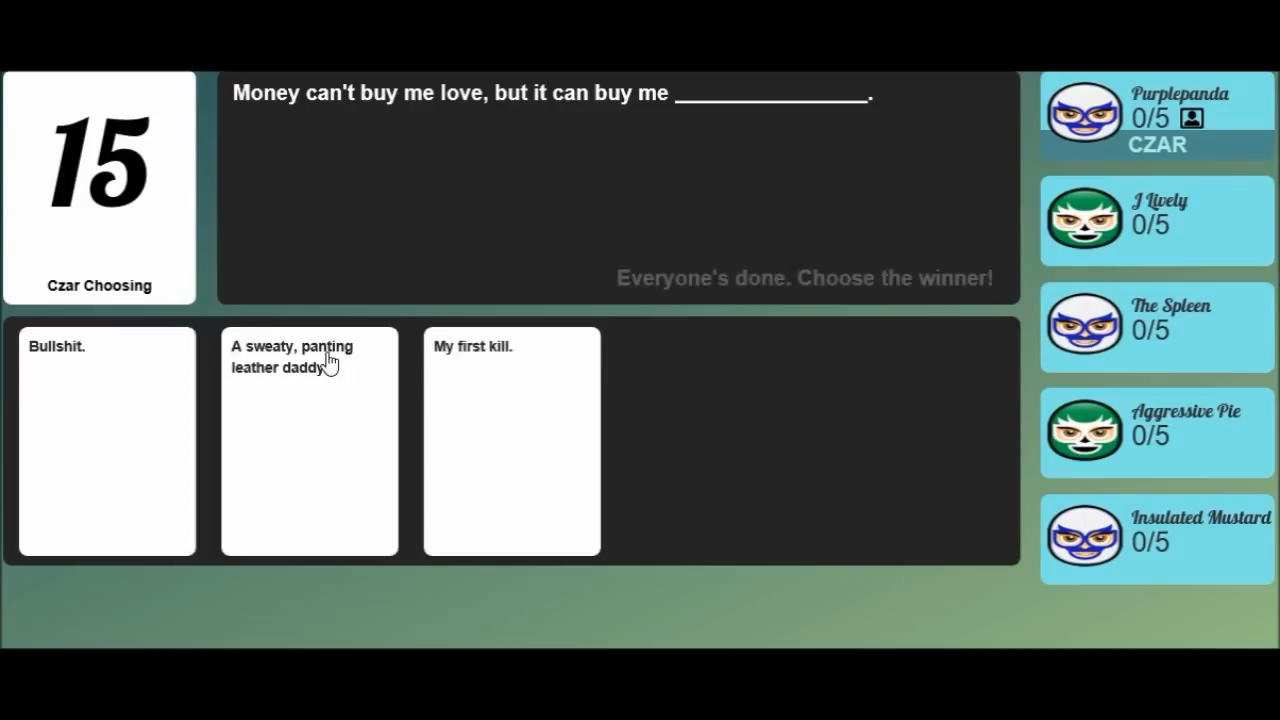 15
Czar Choosing
Money can't buy me love, but it can buy me ________________.
Everyone's done. Choose the winner!
Bullshit.
A sweaty, panting
leather daddy
My first kill.
Purplepanda
0/5
CZAR
J Lively
0/5
The Spleen
0/5
Aggressive Pie
0/5
Insulated Mustard
0/5